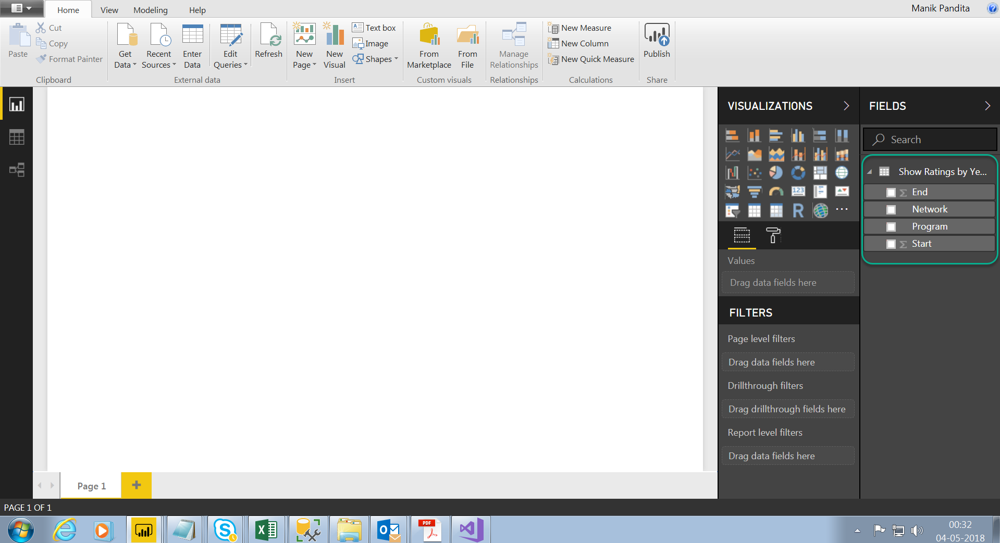 Home View Modeling Help
Manik Pandita
Paste
Cut
Copy
Format Painter
Clipboard
Get Data
Recent Sources
Enter Data
Edit Queries
Refresh
External data
New Page
New Visual
Text box
Image
Shapes
Insert
From Marketplace
From File
Custom visuals
Manage Relationships
Relationships
New Measure
New Column
New Quick Measure
Calculations
Publish
Share
VISUALIZATIONS
123
R
Values
Drag data fields here
FILTERS
Page level filters
Drag data fields here
Drillthrough filters
Drag drillthrough fields here
Report level filters
Drag data fields here
FIELDS
Search
Show Ratings by Ye...
Σ End
Network
Program
Σ Start
Page 1
PAGE 1 OF 1
PDF
00:32
04-05-2018